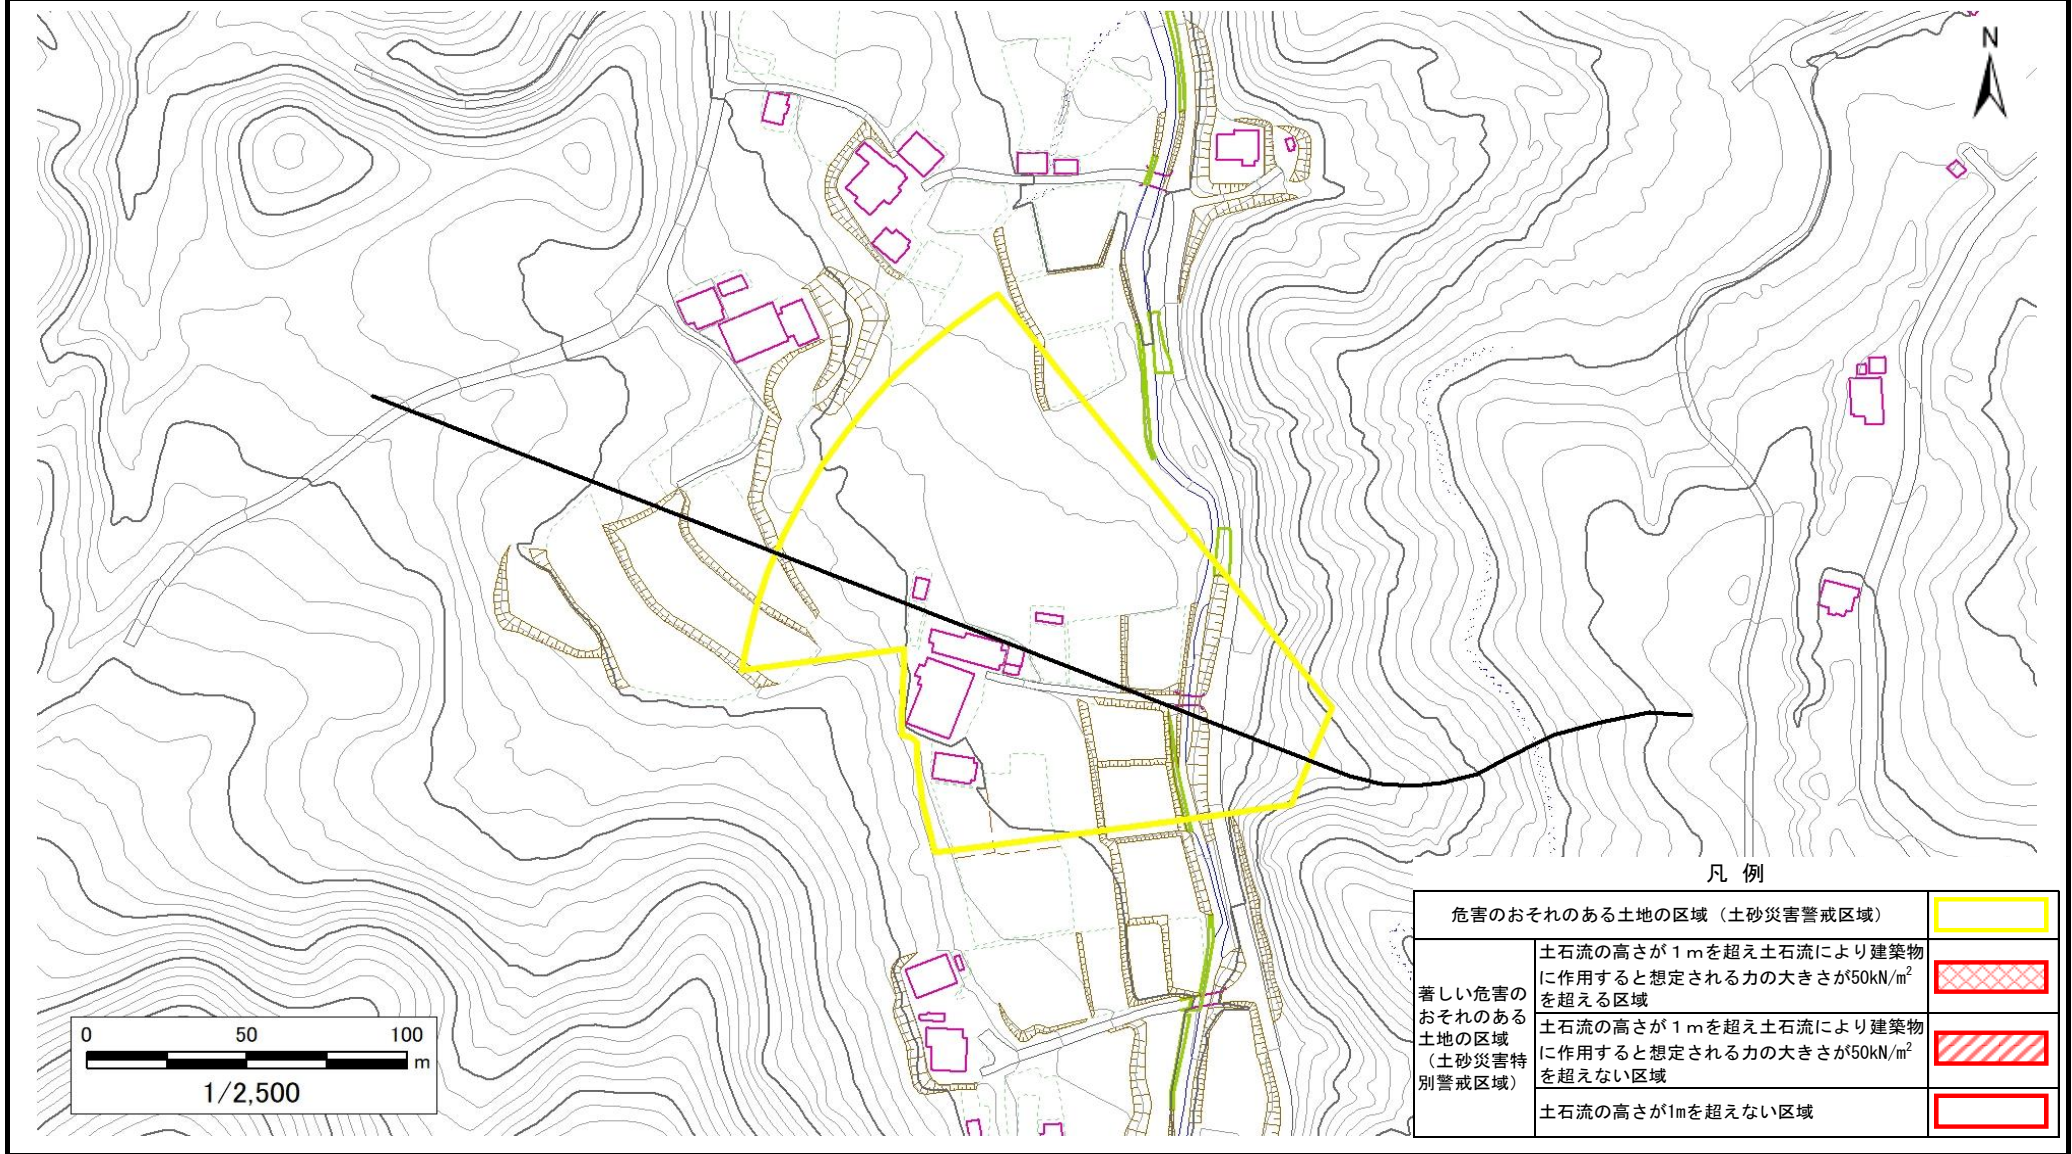 N
凡 例
危害のおそれのある土地の区域（土砂災害警戒区域）
著しい危害の
おそれのある
土地の区域
（土砂災害特
別警戒区域）
土石流の高さが１ｍを超え土石流により建築物
に作用すると想定される力の大きさが50kN/m²
を超える区域
土石流の高さが１ｍを超え土石流により建築物
に作用すると想定される力の大きさが50kN/m²
を超えない区域
土石流の高さが1mを超えない区域
0 50 100
m
1/2,500